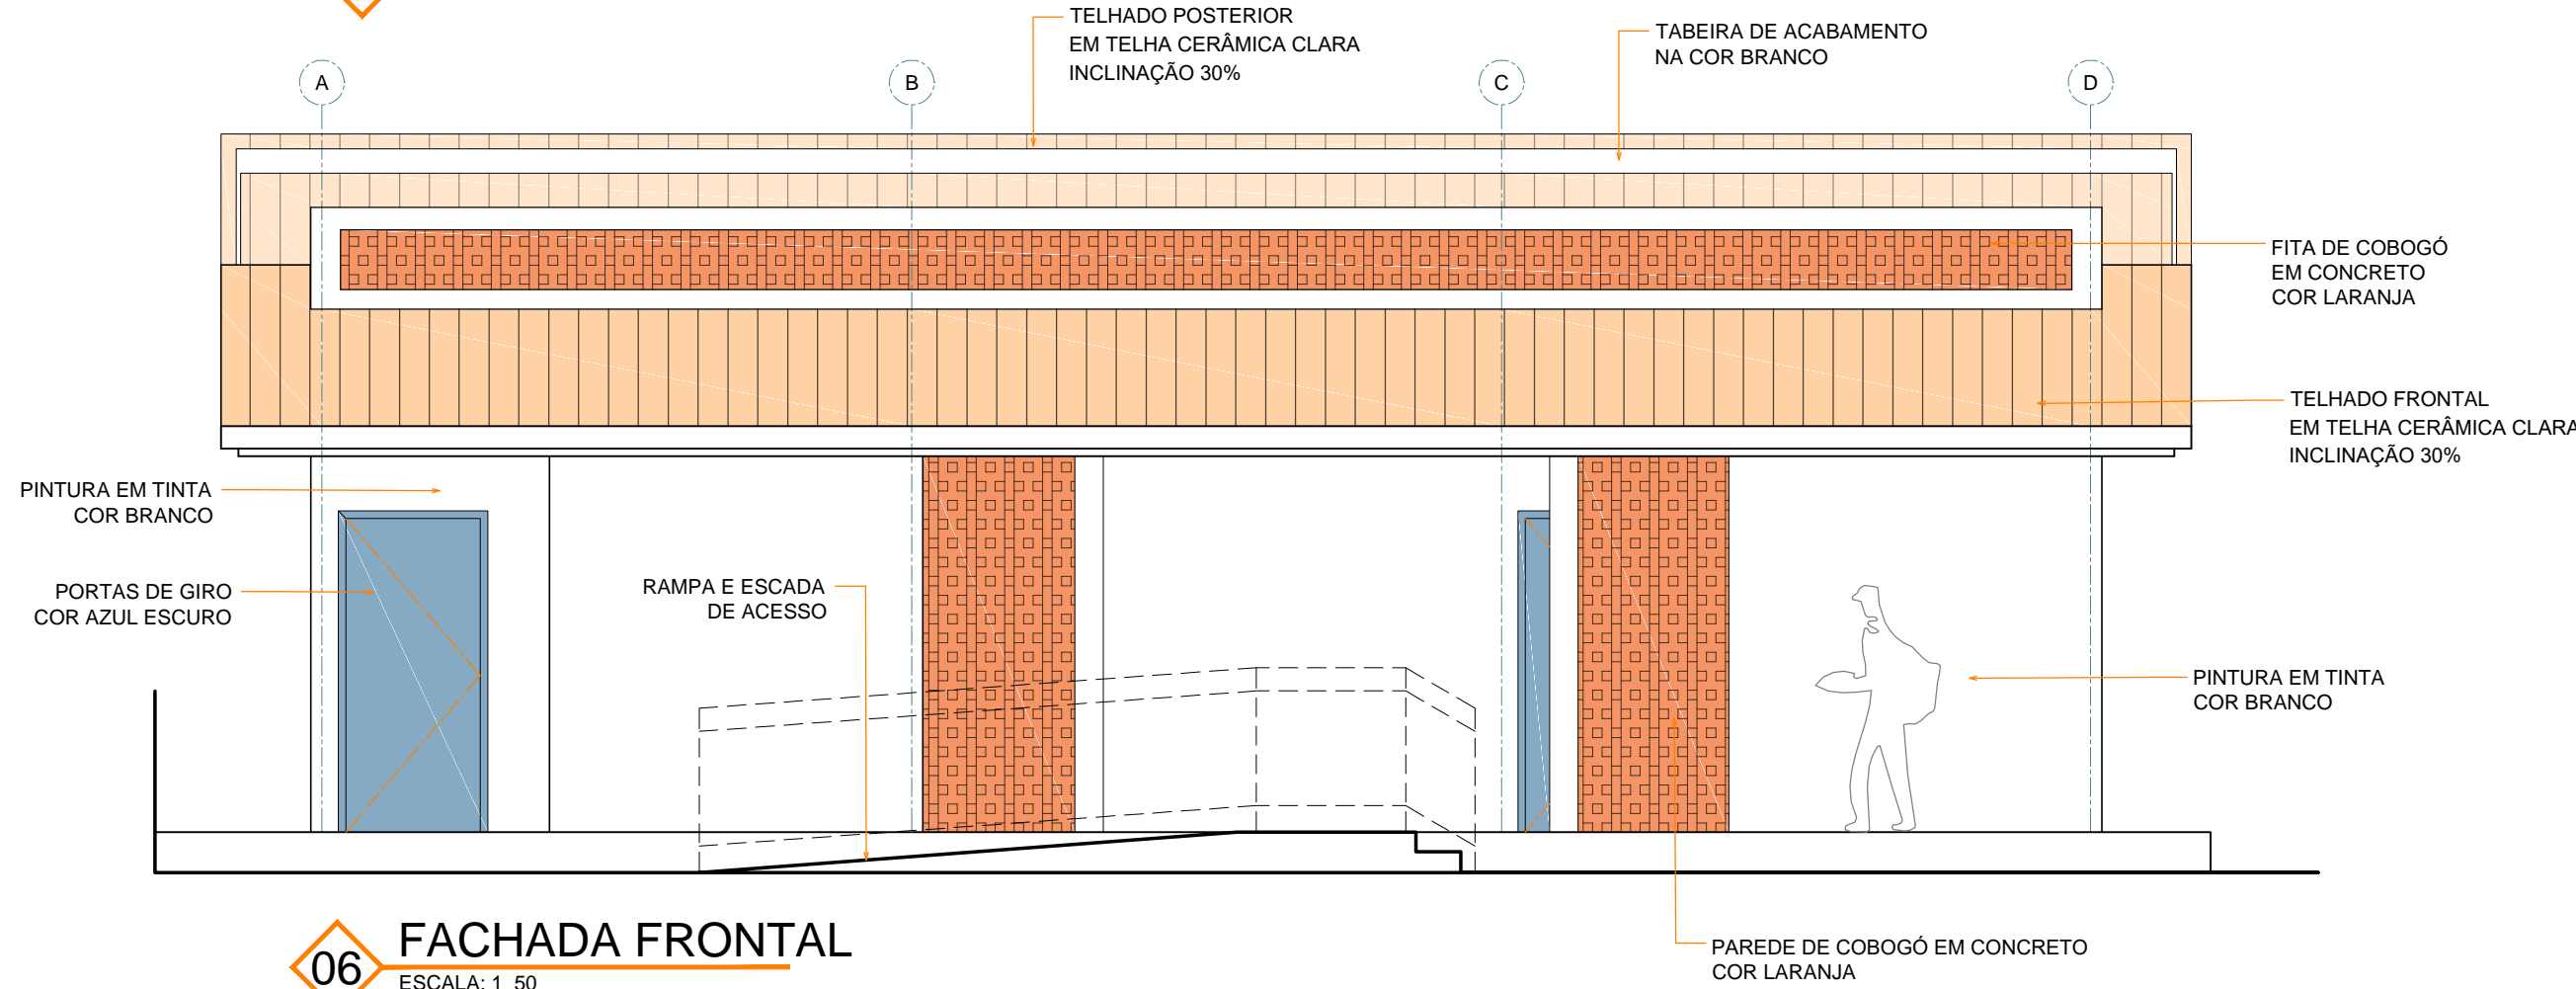 TELHADO POSTERIOR
EM TELHA CERÂMICA CLARA
INCLINAÇÃO 30%
TABEIRA DE ACABAMENTO
NA COR BRANCO
A
B
C
D
FITA DE COBOGÓ
EM CONCRETO
COR LARANJA
TELHADO FRONTAL
EM TELHA CERÂMICA CLARA
INCLINAÇÃO 30%
PINTURA EM TINTA
COR BRANCO
PORTAS DE GIRO
COR AZUL ESCURO
RAMPA E ESCADA
DE ACESSO
PINTURA EM TINTA
COR BRANCO
PAREDE DE COBOGÓ EM CONCRETO
COR LARANJA
06
FACHADA FRONTAL
ESCALA: 1 50